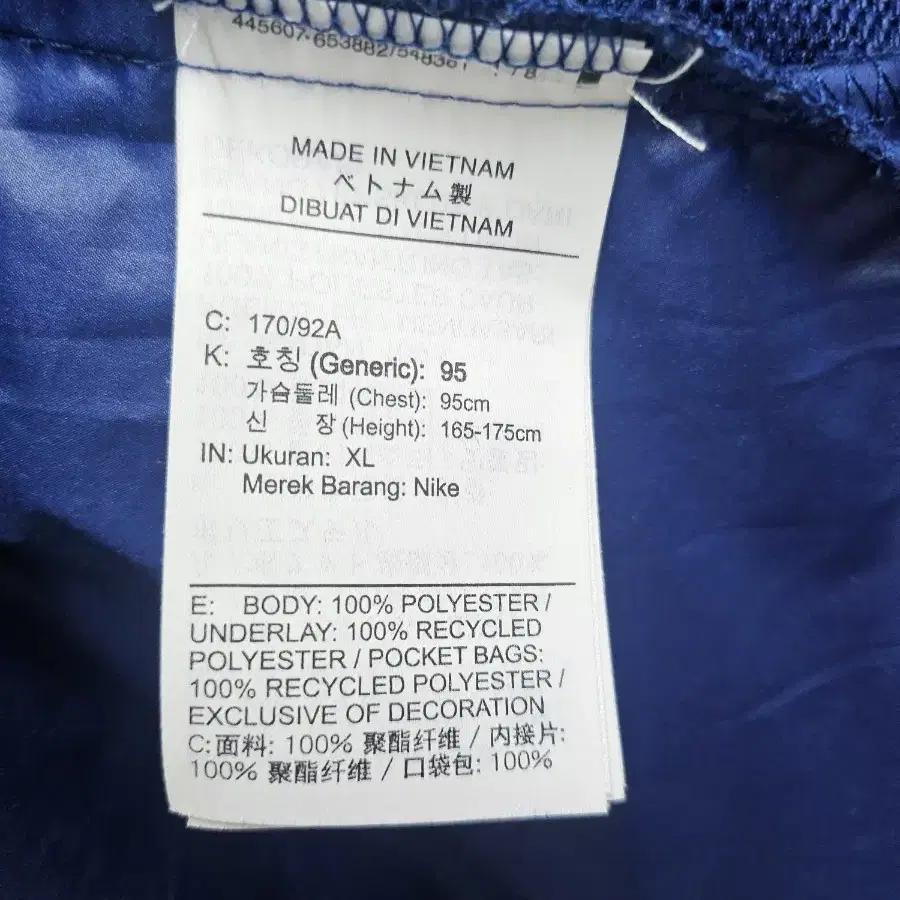 445607-653882/548361
MADE IN VIETNAM
ベトナム製
DIBUAT DI VIETNAM
C: 170/92A
K: 호칭 (Generic): 95
가슴둘레 (Chest): 95cm
신 장 (Height): 165-175cm
IN: Ukuran: XL
Merek Barang: Nike
E: BODY: 100% POLYESTER /
UNDERLAY: 100% RECYCLED
POLYESTER / POCKET BAGS:
100% RECYCLED POLYESTER /
EXCLUSIVE OF DECORATION
C:面料: 100% 聚酯纤维 / 内接片:
100% 聚酯纤维 / 口袋包: 100%